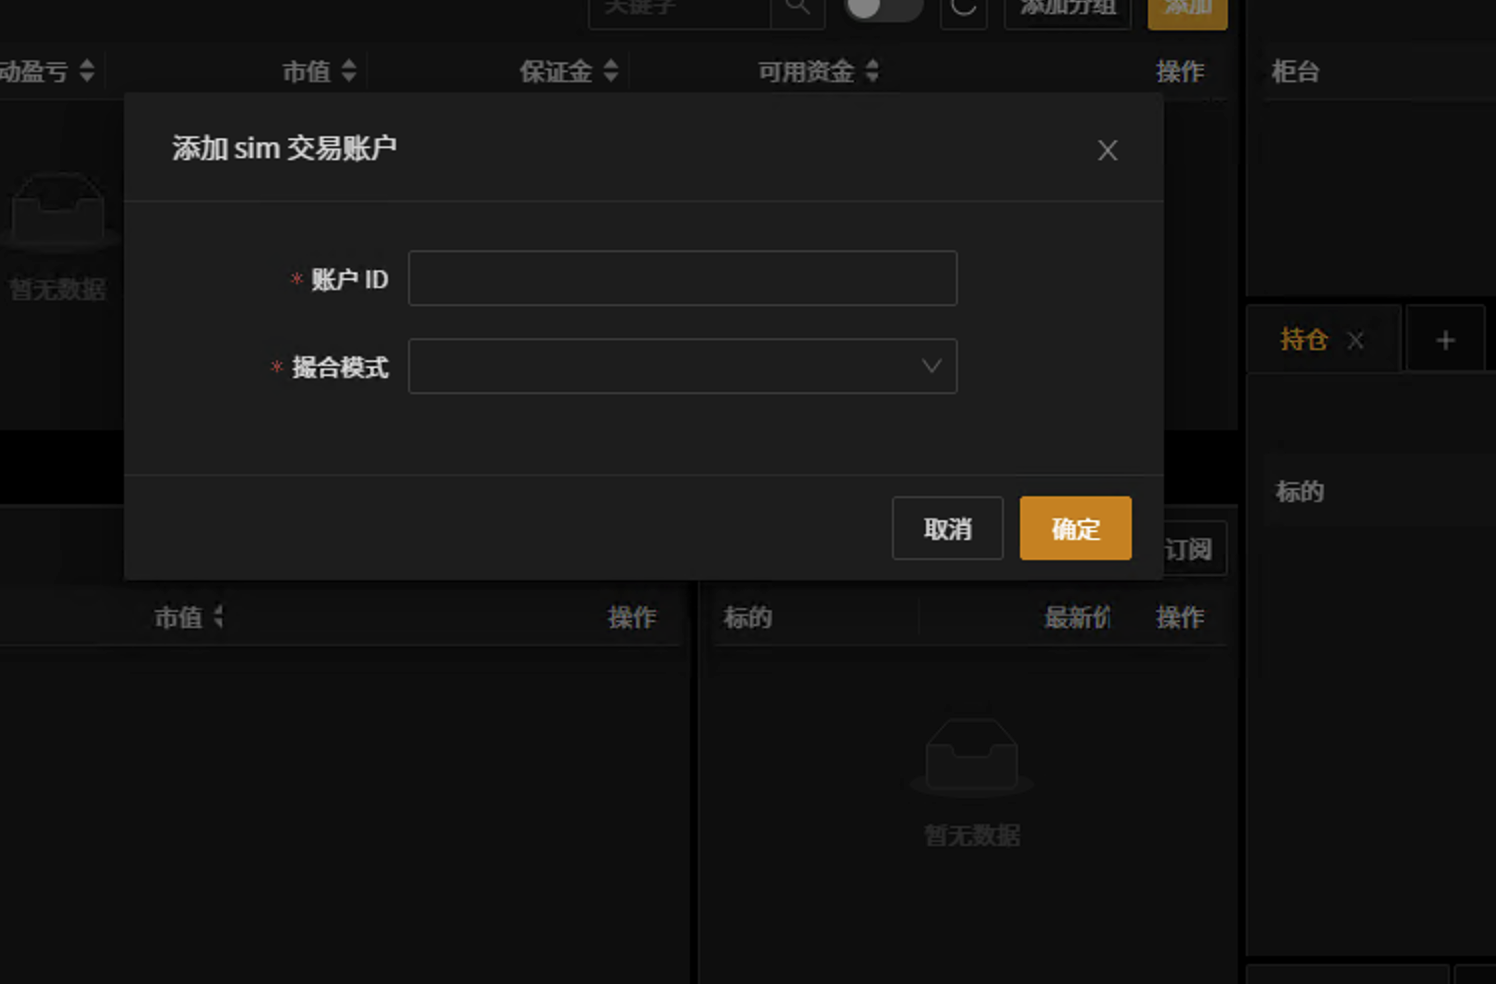 关键字 添加分组 添加
动盈亏 市值 保证金 可用资金 操作 柜台
添加 sim 交易账户
* 账户 ID
暂无数据
* 撮合模式
持仓
标的
取消 确定
订阅
市值 操作 标的 最新价 操作
暂无数据